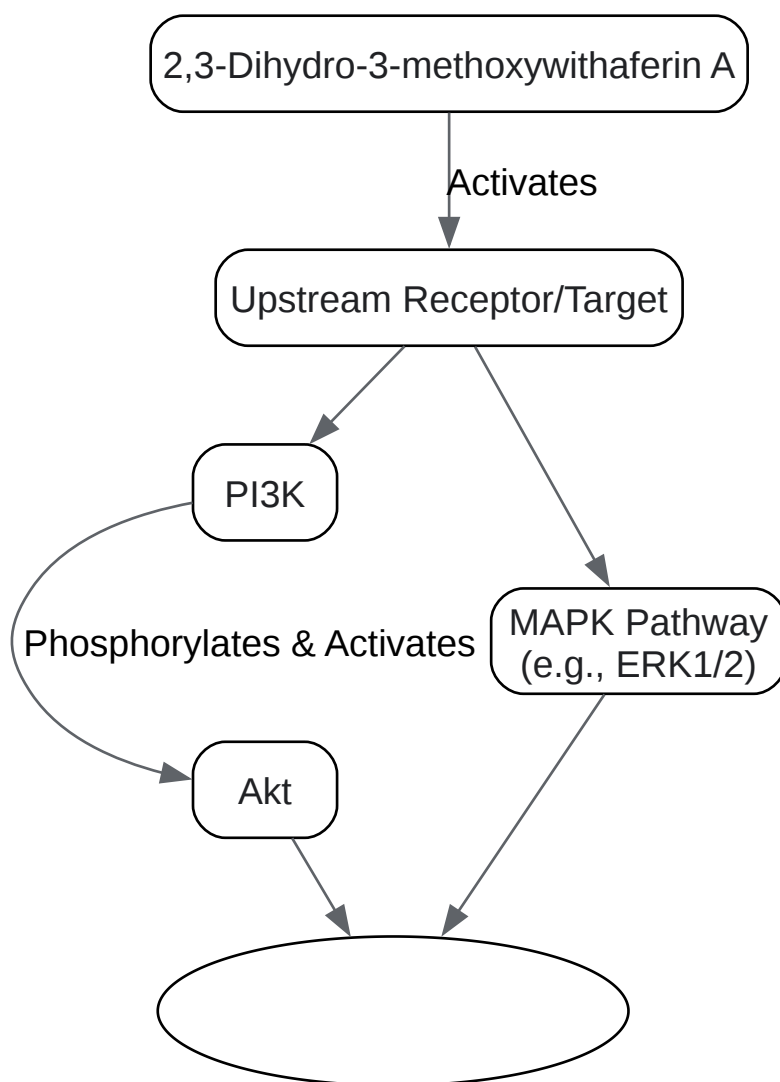 2,3-Dihydro-3-methoxywithaferin A
Activates
Upstream Receptor/Target
PI3K
Phosphorylates & Activates
MAPK Pathway
(e.g., ERK1/2)
Akt